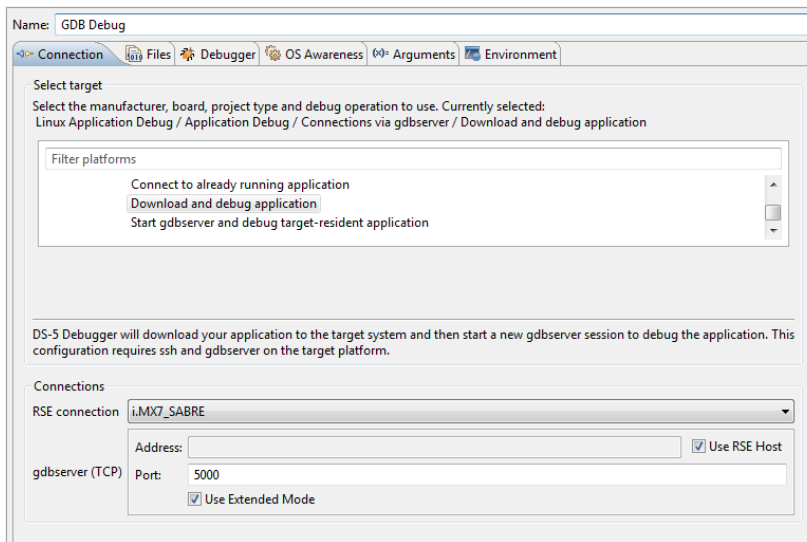 Name: GDB Debug
Connection Files Debugger OS Awareness (x)= Arguments Environment
Select target
Select the manufacturer, board, project type and debug operation to use. Currently selected:
Linux Application Debug / Application Debug / Connections via gdbserver / Download and debug application
Filter platforms
Connect to already running application
Download and debug application
Start gdbserver and debug target-resident application
DS-5 Debugger will download your application to the target system and then start a new gdbserver session to debug the application. This
configuration requires ssh and gdbserver on the target platform.
Connections
RSE connection i.MX7_SABRE
Address: Use RSE Host
gdbserver (TCP) Port: 5000
Use Extended Mode